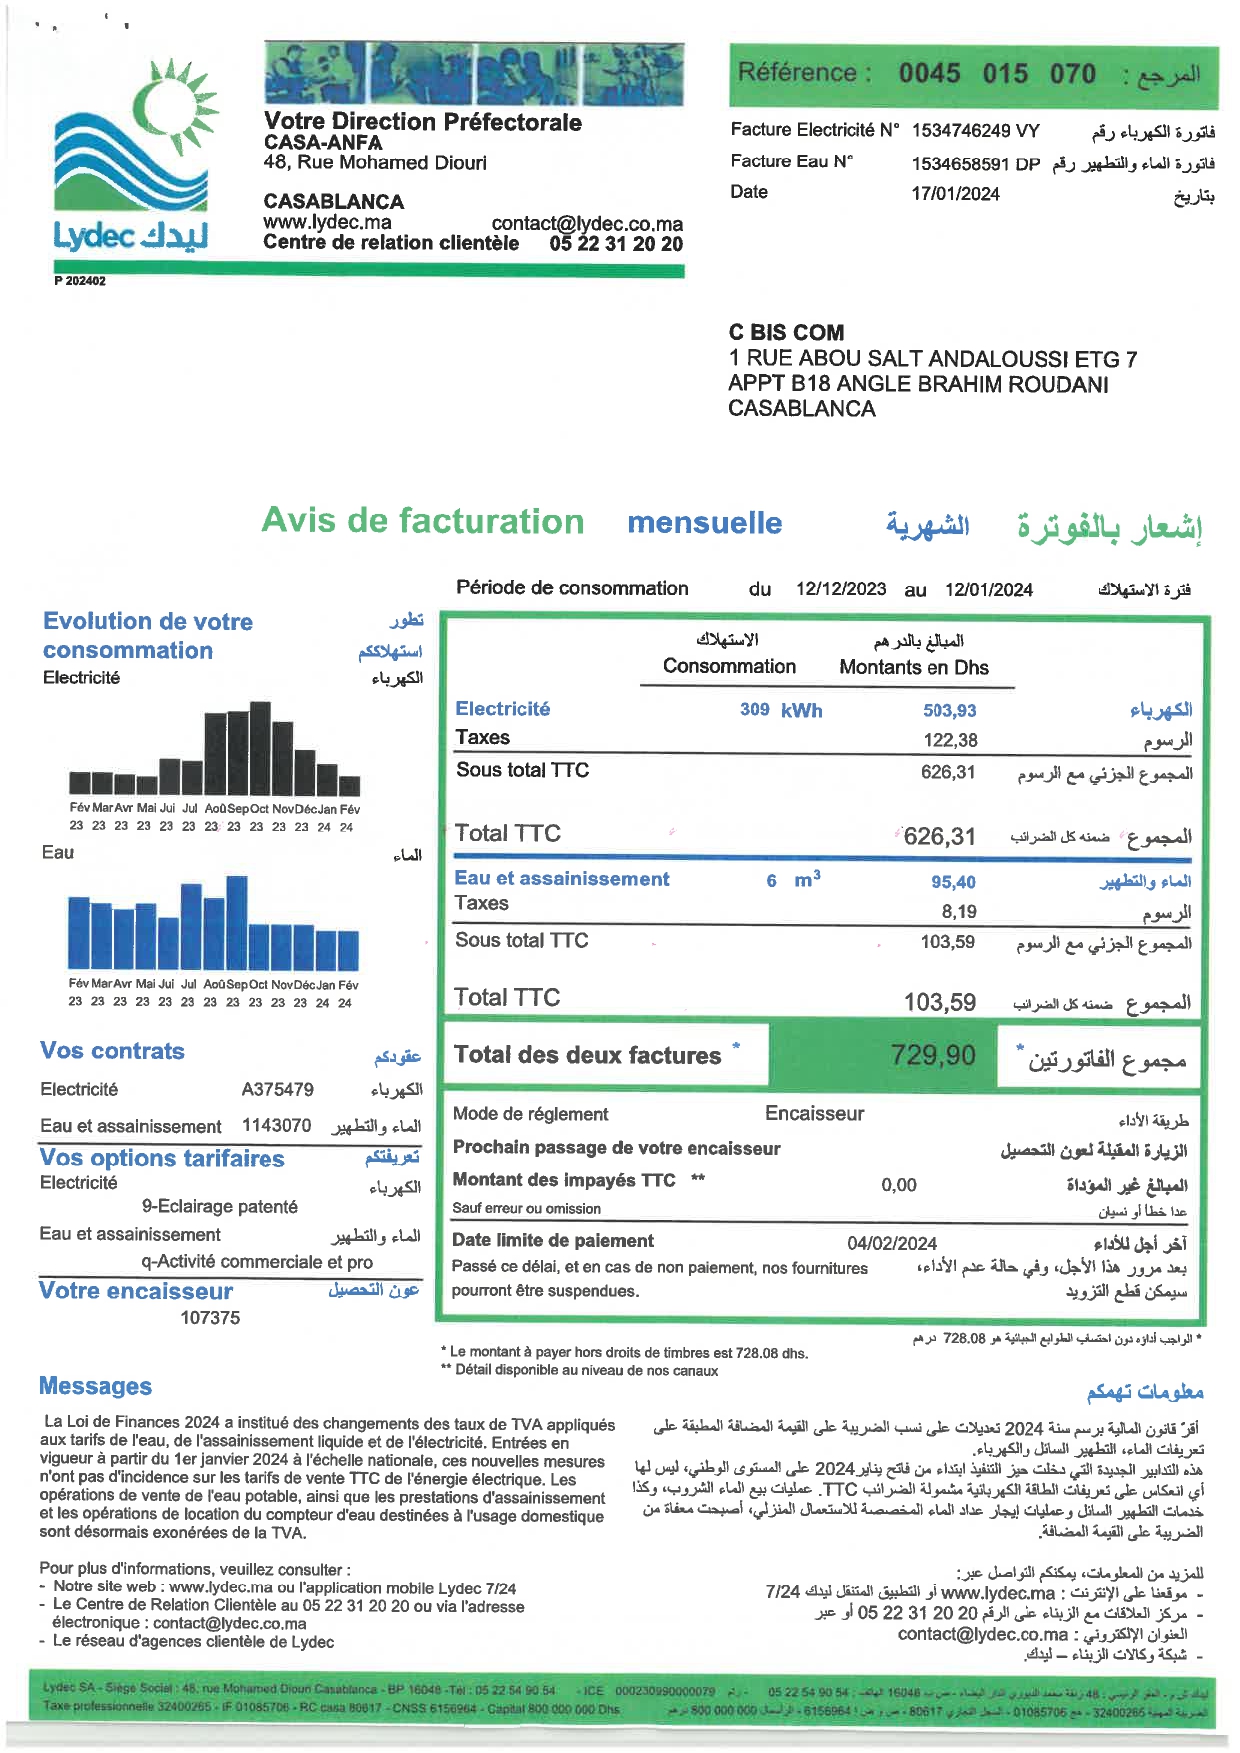 Lydec ليدك
P 202402
Votre Direction Préfectorale
CASA-ANFA
48, Rue Mohamed Diouri
CASABLANCA
www.lydec.ma contact@lydec.co.ma
Centre de relation clientèle 05 22 31 20 20
Référence : 0045 015 070 المرجع :
Facture Electricité N° 1534746249 VY فاتورة الكهرباء رقم
Facture Eau N° 1534658591 DP فاتورة الماء والتطهير رقم
Date 17/01/2024 بتاريخ
C BIS COM
1 RUE ABOU SALT ANDALOUSSI ETG 7
APPT B18 ANGLE BRAHIM ROUDANI
CASABLANCA
Avis de facturation mensuelle إشعار بالفوترة الشهرية
Période de consommation du 12/12/2023 au 12/01/2024 فترة الاستهلاك
Evolution de votre تطور
consommation استهلاككم
Electricité الكهرباء
Fév Mar Avr Mai Jui Jul Aoû Sep Oct Nov Déc Jan Fév
23 23 23 23 23 23 23 23 23 23 23 24 24
Eau الماء
Fév Mar Avr Mai Jui Jul Aoû Sep Oct Nov Déc Jan Fév
23 23 23 23 23 23 23 23 23 23 23 24 24
Vos contrats عقودكم
Electricité A375479 الكهرباء
Eau et assainissement 1143070 الماء والتطهير
Vos options tarifaires تعريفتكم
Electricité الكهرباء
9-Eclairage patenté
Eau et assainissement الماء والتطهير
q-Activité commerciale et pro
Votre encaisseur عون التحصيل
107375
الاستهلاك المبالغ بالدرهم
Consommation Montants en Dhs
Electricité 309 kWh 503,93 الكهرباء
Taxes 122,38 الرسوم
Sous total TTC 626,31 المجموع الجزئي مع الرسوم
Total TTC 626,31 المجموع ضمنه كل الضرائب
Eau et assainissement 6 m³ 95,40 الماء والتطهير
Taxes 8,19 الرسوم
Sous total TTC 103,59 المجموع الجزئي مع الرسوم
Total TTC 103,59 المجموع ضمنه كل الضرائب
Total des deux factures * 729,90 مجموع الفاتورتين *
Mode de réglement Encaisseur طريقة الأداء
Prochain passage de votre encaisseur الزيارة المقبلة لعون التحصيل
Montant des impayés TTC ** 0,00 المبالغ غير المؤداة
Sauf erreur ou omission عدا خطأ أو نسيان
Date limite de paiement 04/02/2024 آخر أجل للأداء
Passé ce délai, et en cas de non paiement, nos fournitures بعد مرور هذا الأجل، وفي حالة عدم الأداء،
pourront être suspendues. سيمكن قطع التزويد
* Le montant à payer hors droits de timbres est 728.08 dhs. * الواجب أداؤه دون احتساب الطوابع الجبائية هو 728.08 درهم
** Détail disponible au niveau de nos canaux
Messages معلومات تهمكم
La Loi de Finances 2024 a institué des changements des taux de TVA appliqués
aux tarifs de l'eau, de l'assainissement liquide et de l'électricité. Entrées en
vigueur à partir du 1er janvier 2024 à l'échelle nationale, ces nouvelles mesures
n'ont pas d'incidence sur les tarifs de vente TTC de l'énergie électrique. Les
opérations de vente de l'eau potable, ainsi que les prestations d'assainissement
et les opérations de location du compteur d'eau destinées à l'usage domestique
sont désormais exonérées de la TVA.
Pour plus d'informations, veuillez consulter :
- Notre site web : www.lydec.ma ou l'application mobile Lydec 7/24
- Le Centre de Relation Clientèle au 05 22 31 20 20 ou via l'adresse
électronique : contact@lydec.co.ma
- Le réseau d'agences clientèle de Lydec
أقرّ قانون المالية برسم سنة 2024 تعديلات على نسب الضريبة على القيمة المضافة المطبقة على
تعريفات الماء، التطهير السائل والكهرباء.
هذه التدابير الجديدة التي دخلت حيز التنفيذ ابتداء من فاتح يناير2024 على المستوى الوطني، ليس لها
أي انعكاس على تعريفات الطاقة الكهربائية مشمولة الضرائب TTC. عمليات بيع الماء الشروب، وكذا
خدمات التطهير السائل وعمليات إيجار عداد الماء المخصصة للاستعمال المنزلي، أصبحت معفاة من
الضريبة على القيمة المضافة.
للمزيد من المعلومات، يمكنكم التواصل عبر:
- موقعنا على الإنترنت : www.lydec.ma أو التطبيق المتنقل ليدك 7/24
- مركز العلاقات مع الزبناء على الرقم 05 22 31 20 20 أو عبر
العنوان الإلكتروني : contact@lydec.co.ma
- شبكة وكالات الزبناء – ليدك.
Lydec SA - Siège Social : 48, rue Mohamed Diouri Casablanca - BP 16048 - Tél : 05 22 54 90 54 - ICE 000230990000079
Taxe professionnelle 32400265 - IF 01085706 - RC casa 80617 - CNSS 6156964 - Capital 800 000 000 Dhs